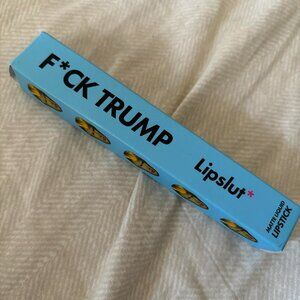 F*CK TRUMP
Lipslut*
MATTE LIQUID
LIPSTICK